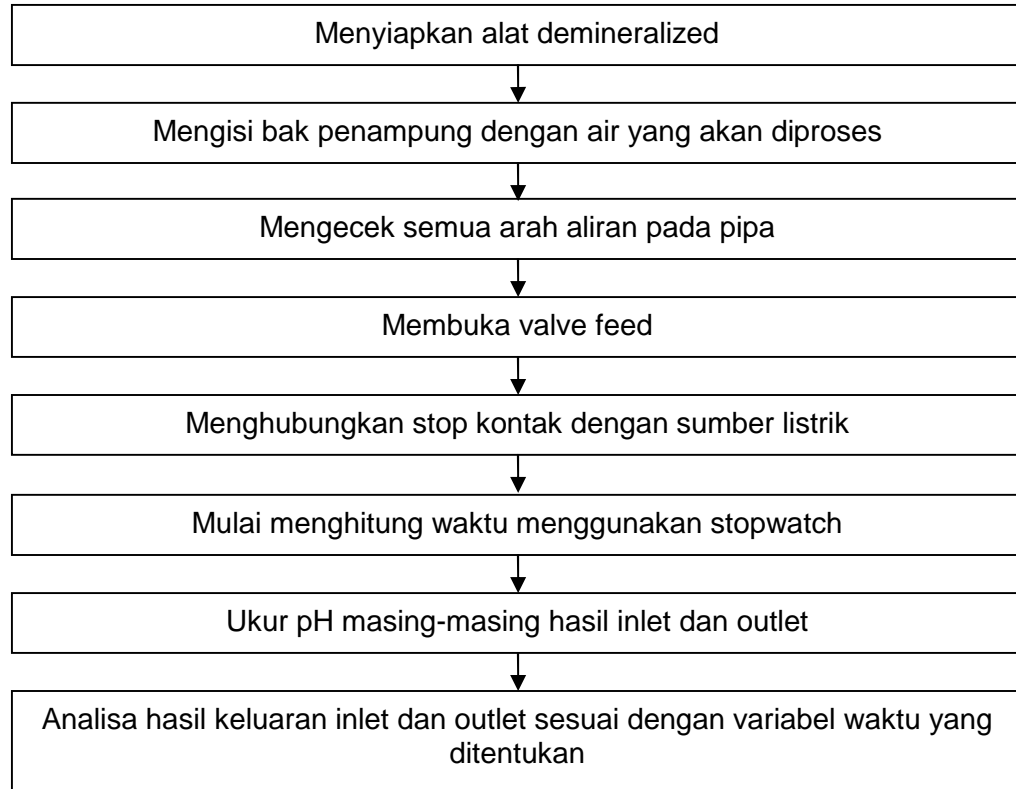 Menyiapkan alat demineralized
Mengisi bak penampung dengan air yang akan diproses
Mengecek semua arah aliran pada pipa
Membuka valve feed
Menghubungkan stop kontak dengan sumber listrik
Mulai menghitung waktu menggunakan stopwatch
Ukur pH masing-masing hasil inlet dan outlet
Analisa hasil keluaran inlet dan outlet sesuai dengan variabel waktu yang
ditentukan